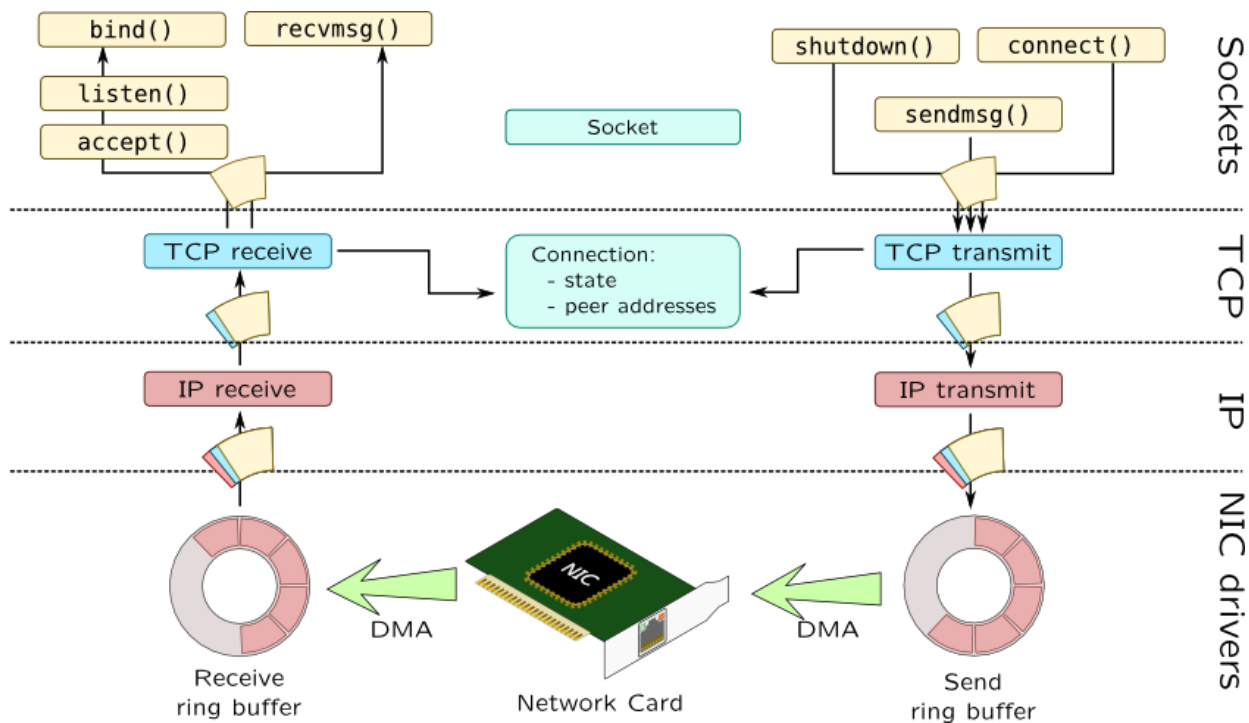 bind()
recvmsg()
listen()
accept()
Socket
shutdown()
connect()
sendmsg()
Sockets
TCP receive
Connection:
- state
- peer addresses
TCP transmit
TCP
IP receive
IP transmit
IP
NIC
DMA
DMA
NIC drivers
Receive
ring buffer
Network Card
Send
ring buffer